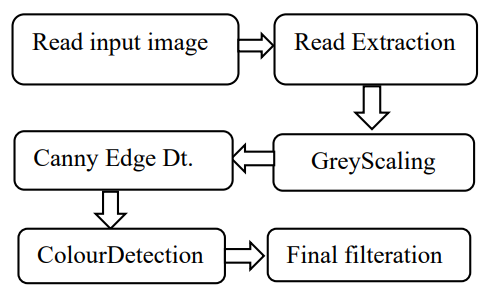 Read input image
Read Extraction
GreyScaling
Canny Edge Dt.
ColourDetection
Final filteration